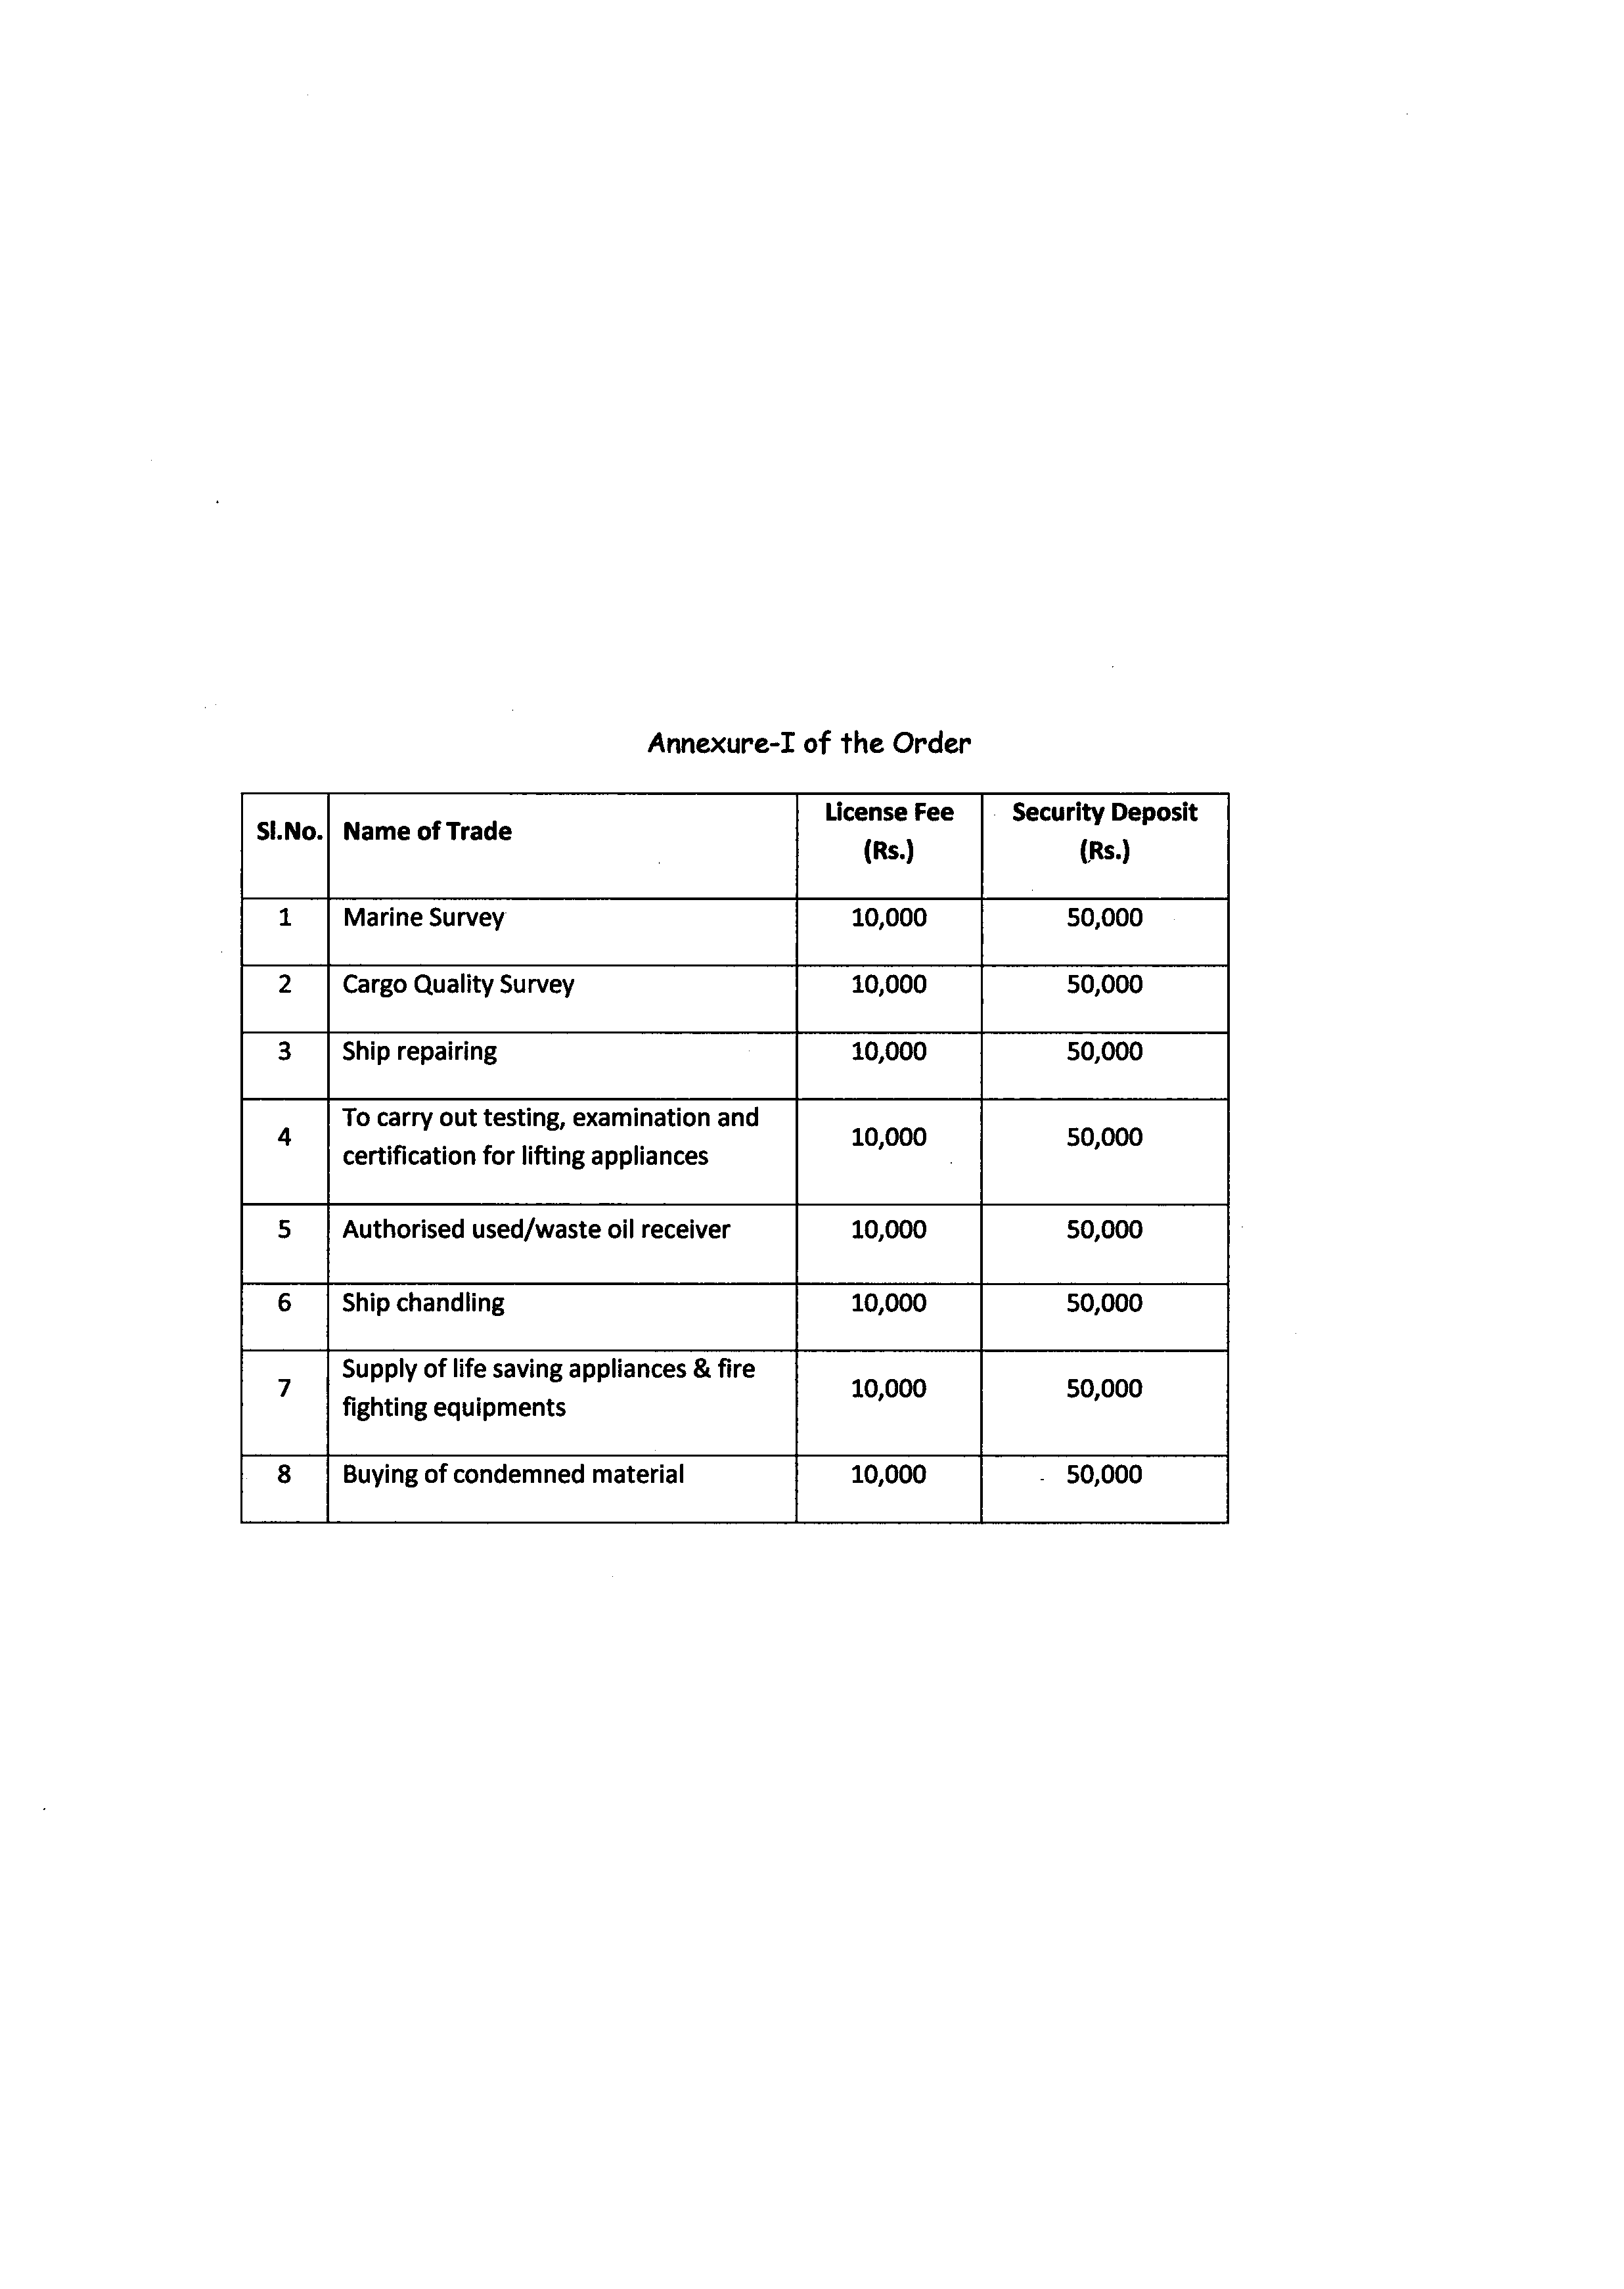 Annexure-I of the Order
Sl.No. Name of Trade License Fee (Rs.) Security Deposit (Rs.)
1 Marine Survey 10,000 50,000
2 Cargo Quality Survey 10,000 50,000
3 Ship repairing 10,000 50,000
4 To carry out testing, examination and
certification for lifting appliances 10,000 50,000
5 Authorised used/waste oil receiver 10,000 50,000
6 Ship chandling 10,000 50,000
7 Supply of life saving appliances & fire
fighting equipments 10,000 50,000
8 Buying of condemned material 10,000 50,000